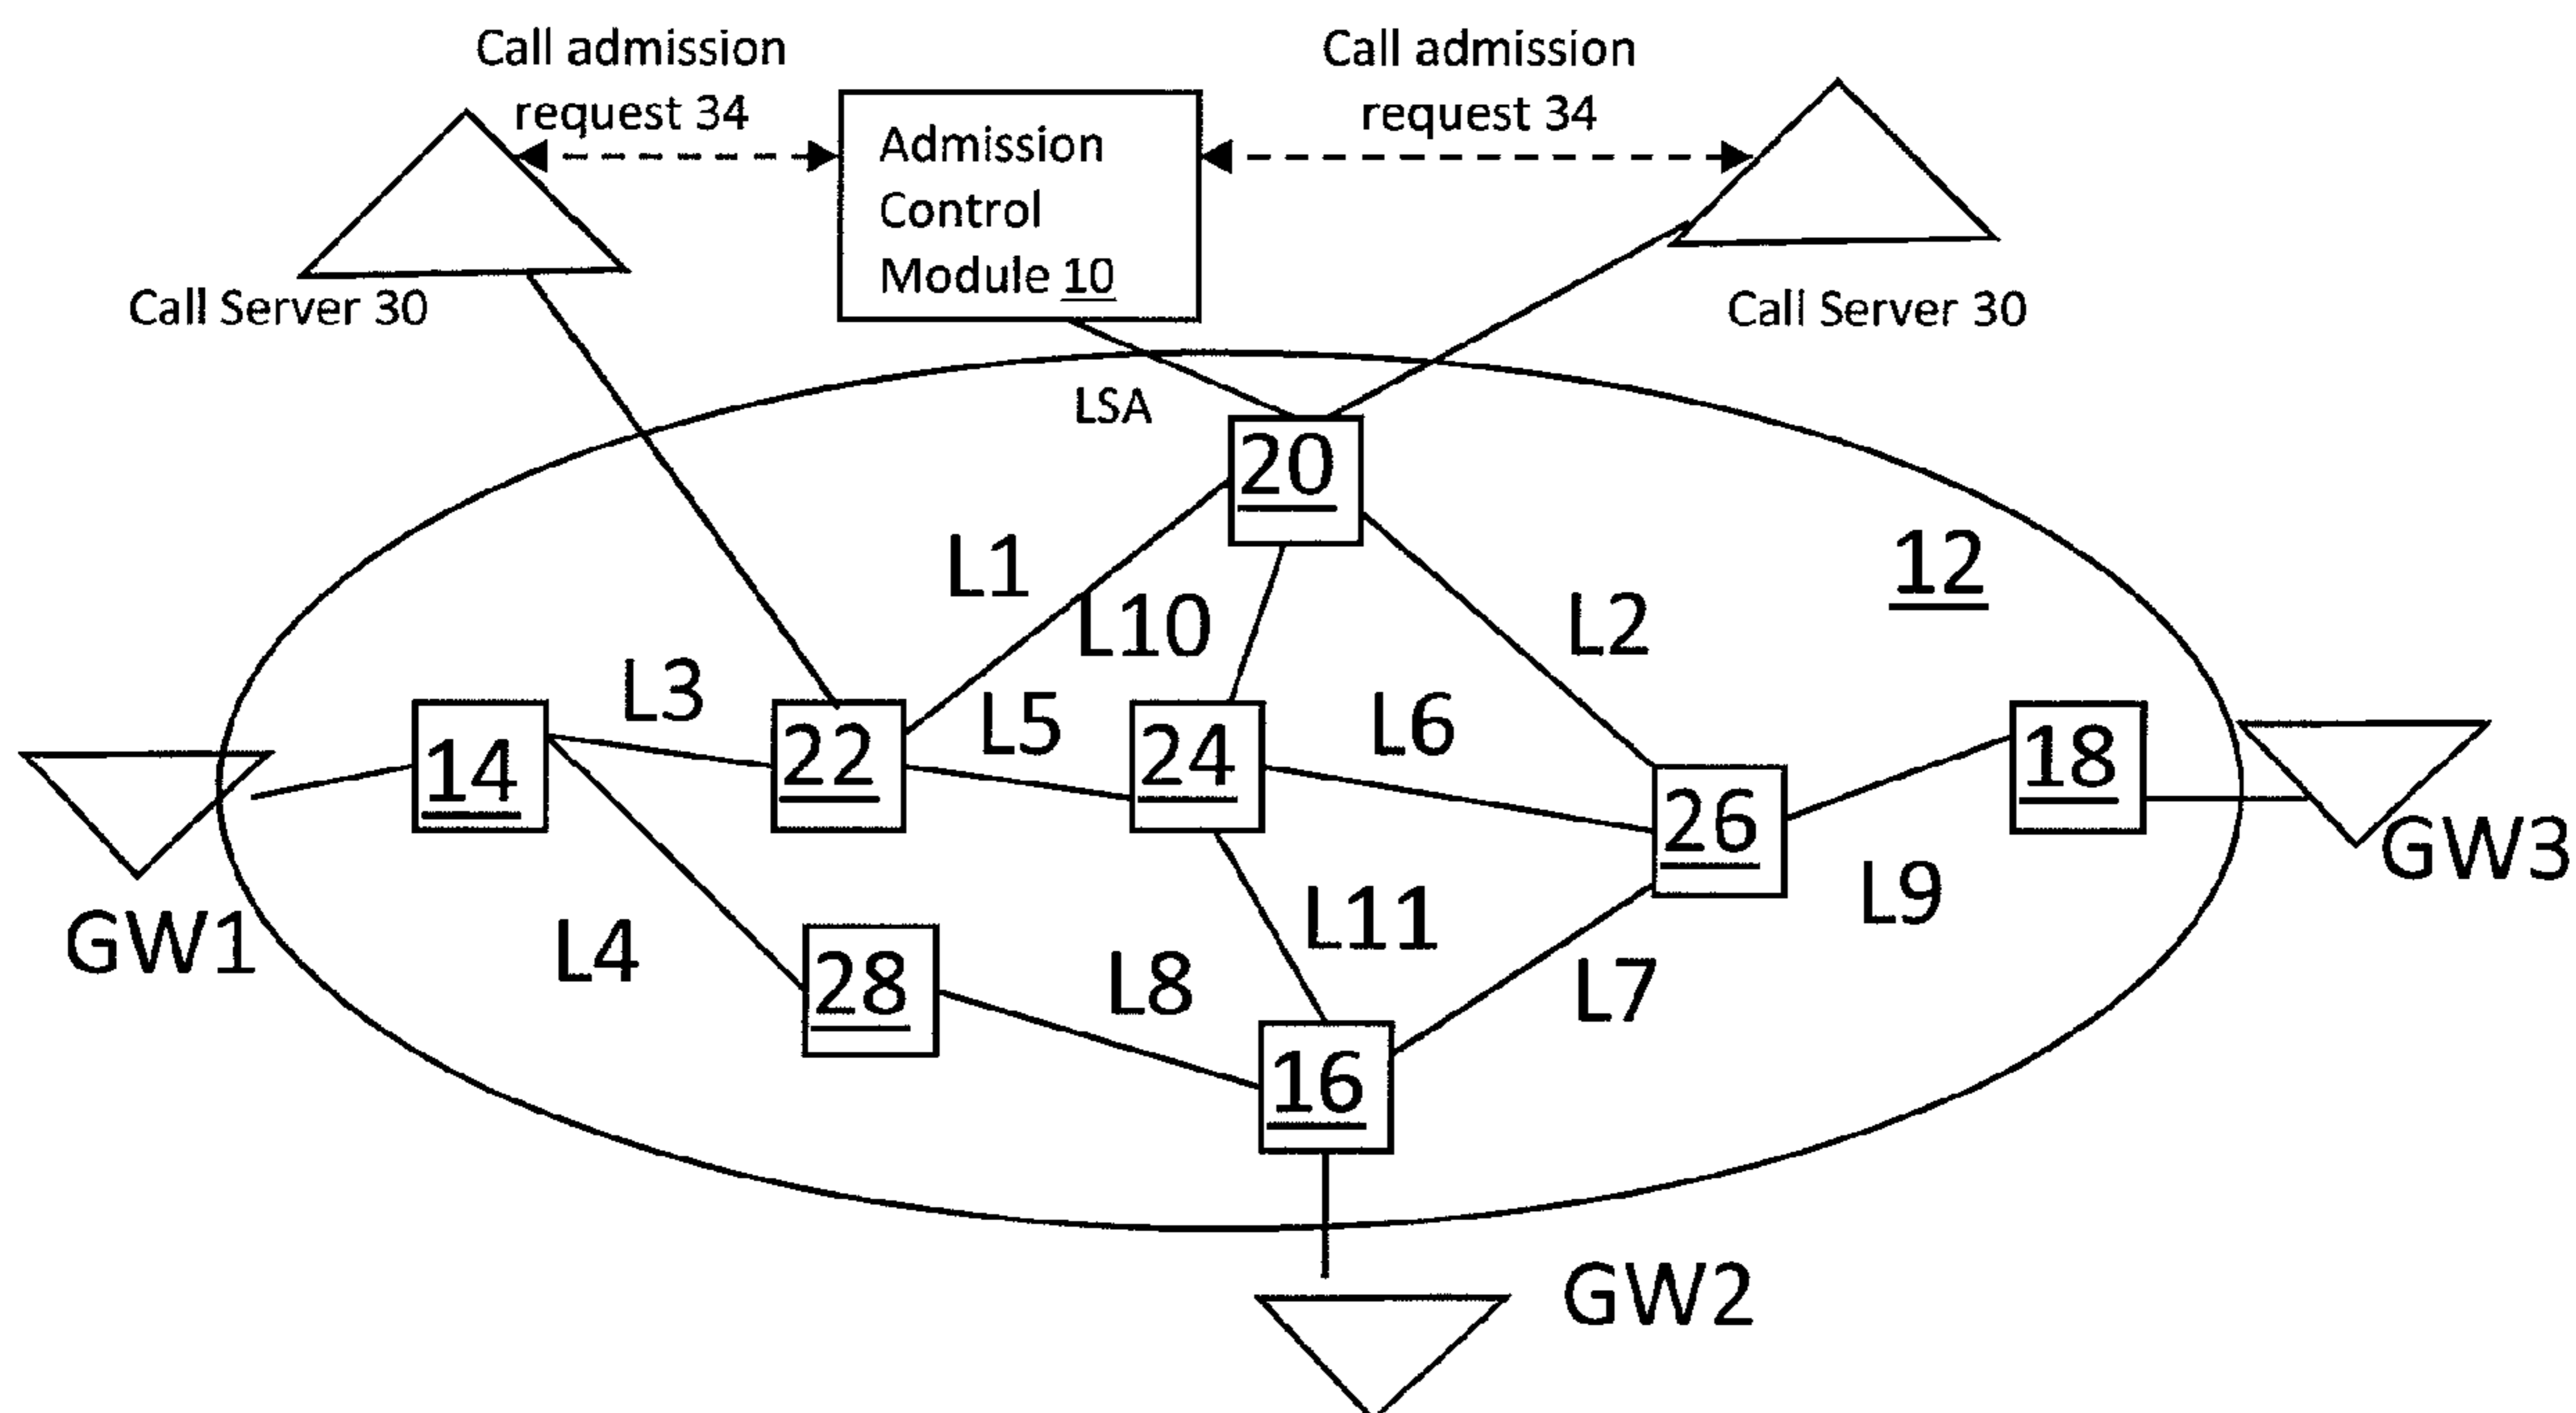 Call admission
request 34
Call admission
request 34
Admission
Control
Module 10
Call Server 30
Call Server 30
LSA
20
12
L1
L10
L2
L3
L5
L6
14
22
24
26
18
GW1
L4
28
L8
L11
L7
L9
GW3
16
GW2